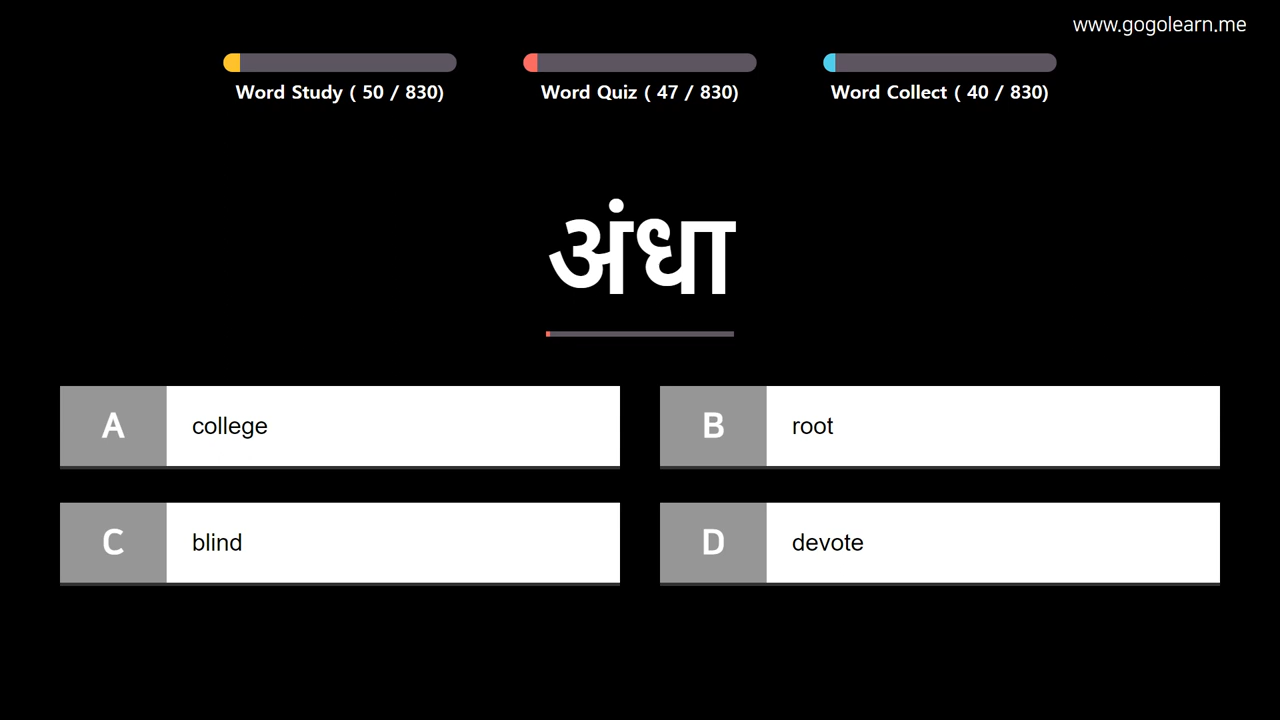 www.gogolearn.me
Word Study ( 50 / 830)
Word Quiz ( 47 / 830)
Word Collect ( 40 / 830)
अंधा
A college
B root
C blind
D devote